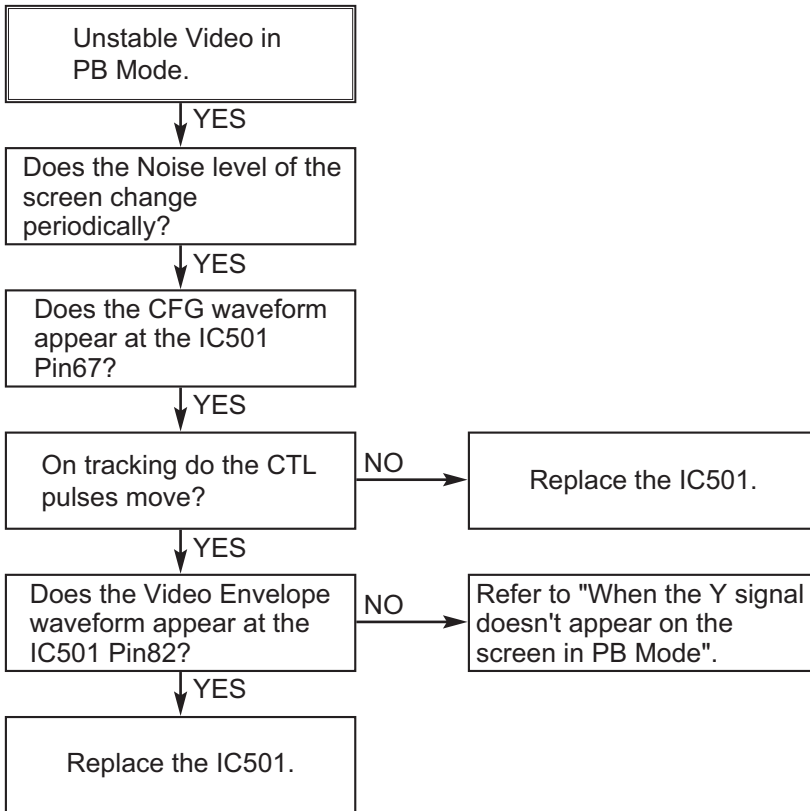 Unstable Video in
PB Mode.
YES
Does the Noise level of the
screen change
periodically?
YES
Does the CFG waveform
appear at the IC501
Pin67?
YES
On tracking do the CTL
pulses move?
NO
Replace the IC501.
YES
Does the Video Envelope
waveform appear at the
IC501 Pin82?
NO
Refer to "When the Y signal
doesn't appear on the
screen in PB Mode".
YES
Replace the IC501.